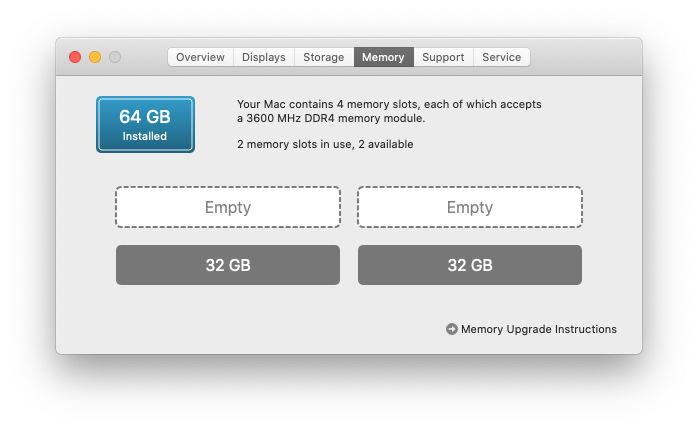 Overview Displays Storage Memory Support Service
64 GB
Installed
Your Mac contains 4 memory slots, each of which accepts
a 3600 MHz DDR4 memory module.
2 memory slots in use, 2 available
Empty Empty
32 GB 32 GB
Memory Upgrade Instructions